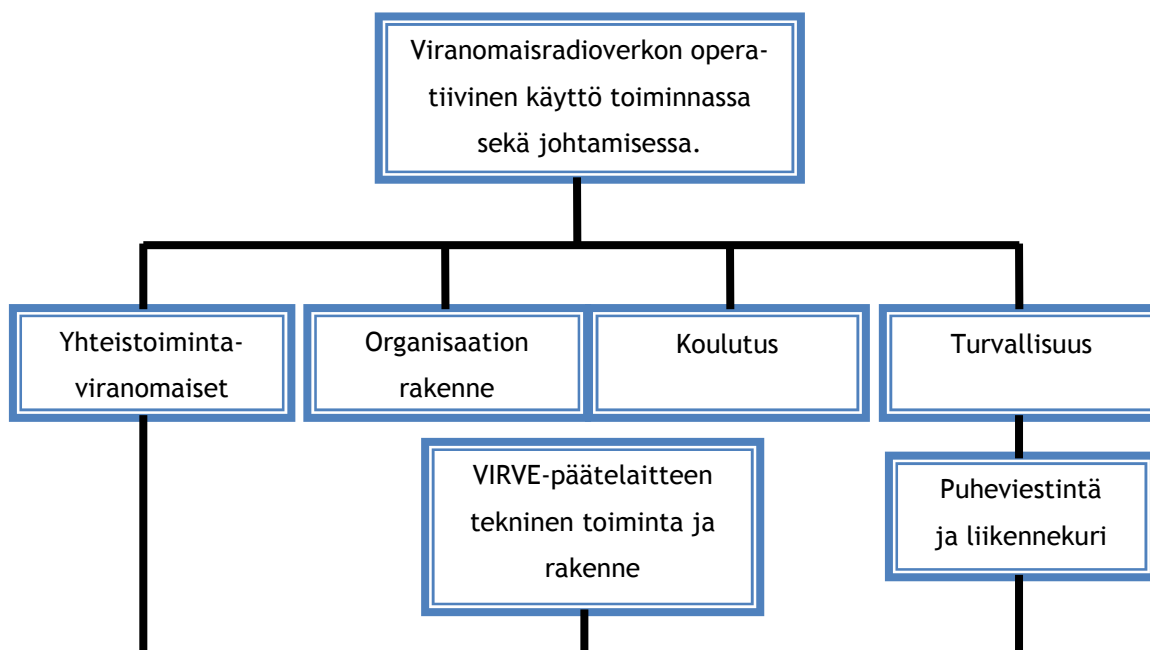 Viranomaisradioverkon opera-
tiivinen käyttö toiminnassa
sekä johtamisessa.
Yhteistoiminta-
viranomaiset
Organisaation
rakenne
Koulutus
Turvallisuus
VIRVE-päätelaitteen
tekninen toiminta ja
rakenne
Puheviestintä
ja liikennekuri